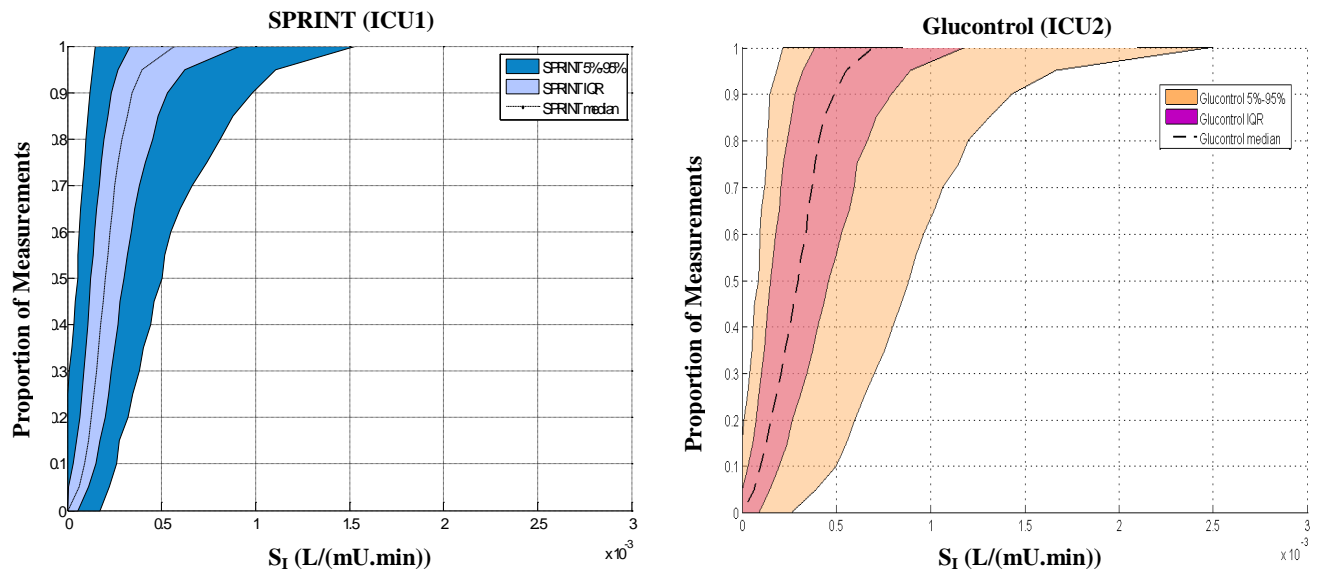 SPRINT (ICU1)
Proportion of Measurements
1
0.9
0.8
0.7
0.6
0.5
0.4
0.3
0.2
0.1
0
SPRINT 5%-95%
SPRINT IQR
SPRINT median
0 0.5 1 1.5 2 2.5 3
x10⁻³
S_I (L/(mU.min))
Glucontrol (ICU2)
Proportion of Measurements
1
0.9
0.8
0.7
0.6
0.5
0.4
0.3
0.2
0.1
0
Glucontrol 5%-95%
Glucontrol IQR
Glucontrol median
0 0.5 1 1.5 2 2.5 3
x 10⁻³
S_I (L/(mU.min))